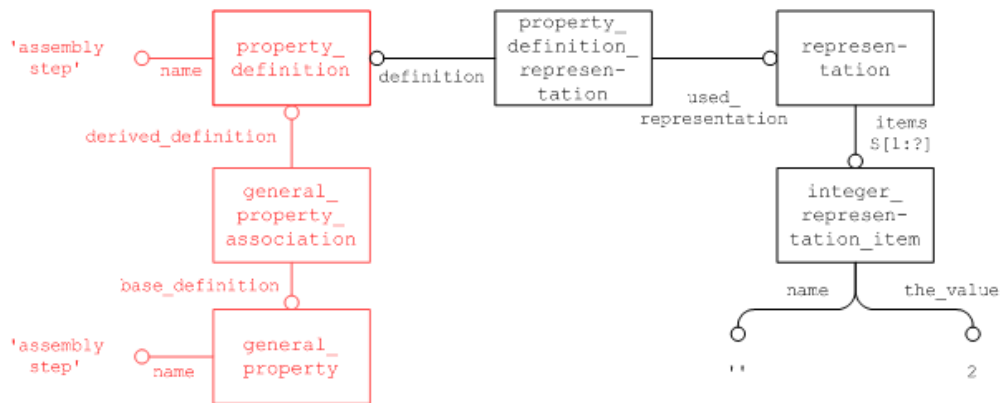 'assembly
step'
name
property_
definition
definition
property_
definition_
represen-
tation
used_
representation
represen-
tation
derived_definition
items
S[1:?]
general_
property_
association
integer_
represen-
tation_item
base_definition
name
the_value
'assembly
step'
name
general_
property
''
2